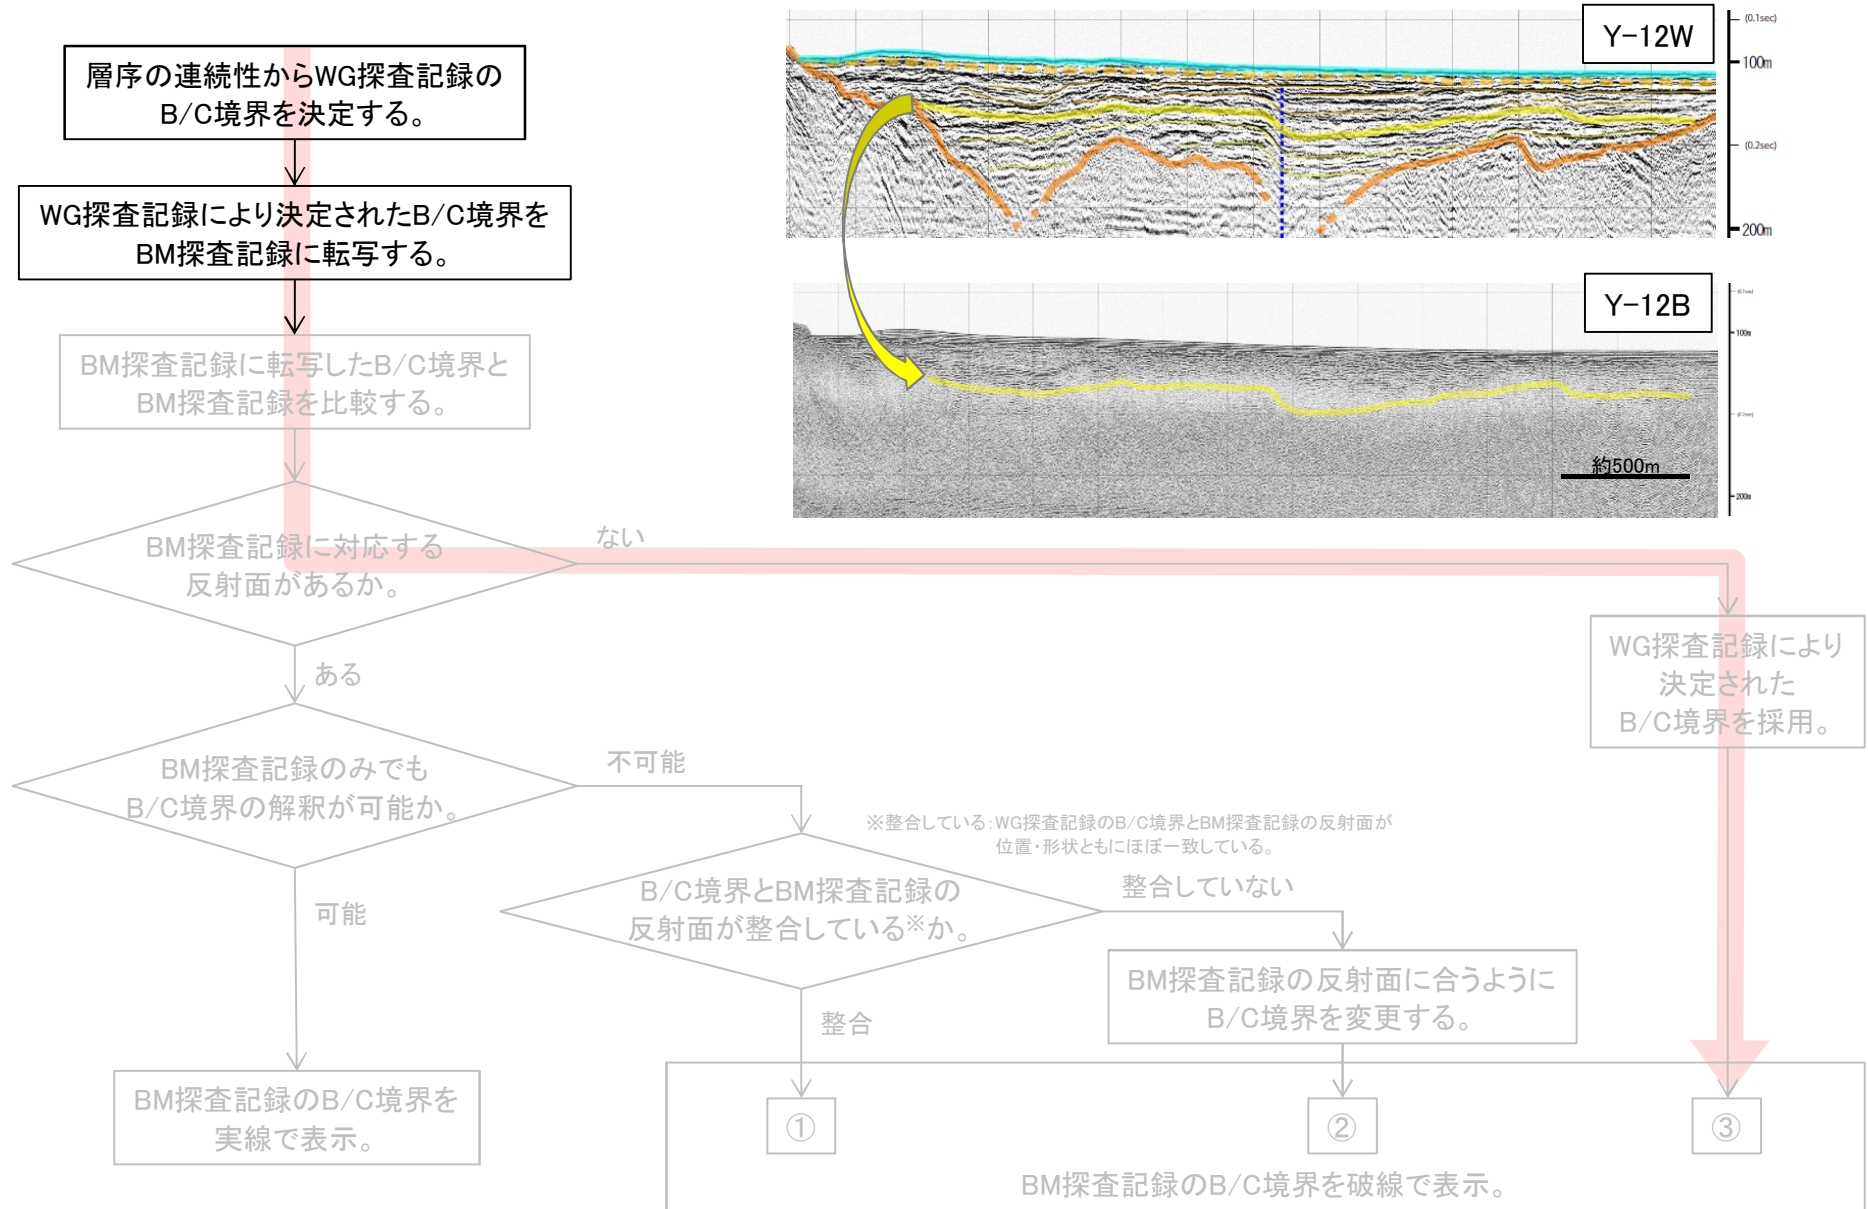 層序の連続性からWG探査記録の
B/C境界を決定する。
WG探査記録により決定されたB/C境界を
BM探査記録に転写する。
BM探査記録に転写したB/C境界と
BM探査記録を比較する。
BM探査記録に対応する
反射面があるか。
ない
ある
WG探査記録により
決定された
B/C境界を採用。
BM探査記録のみでも
B/C境界の解釈が可能か。
不可能
可能
※整合している:WG探査記録のB/C境界とBM探査記録の反射面が
位置・形状ともにほぼ一致している。
B/C境界とBM探査記録の
反射面が整合している※か。
整合していない
整合
BM探査記録の反射面に合うように
B/C境界を変更する。
BM探査記録のB/C境界を
実線で表示。
①
②
③
BM探査記録のB/C境界を破線で表示。
Y-12W
(0.1sec)
100m
(0.2sec)
200m
Y-12B
(0.1sec)
100m
(0.2sec)
200m
約500m